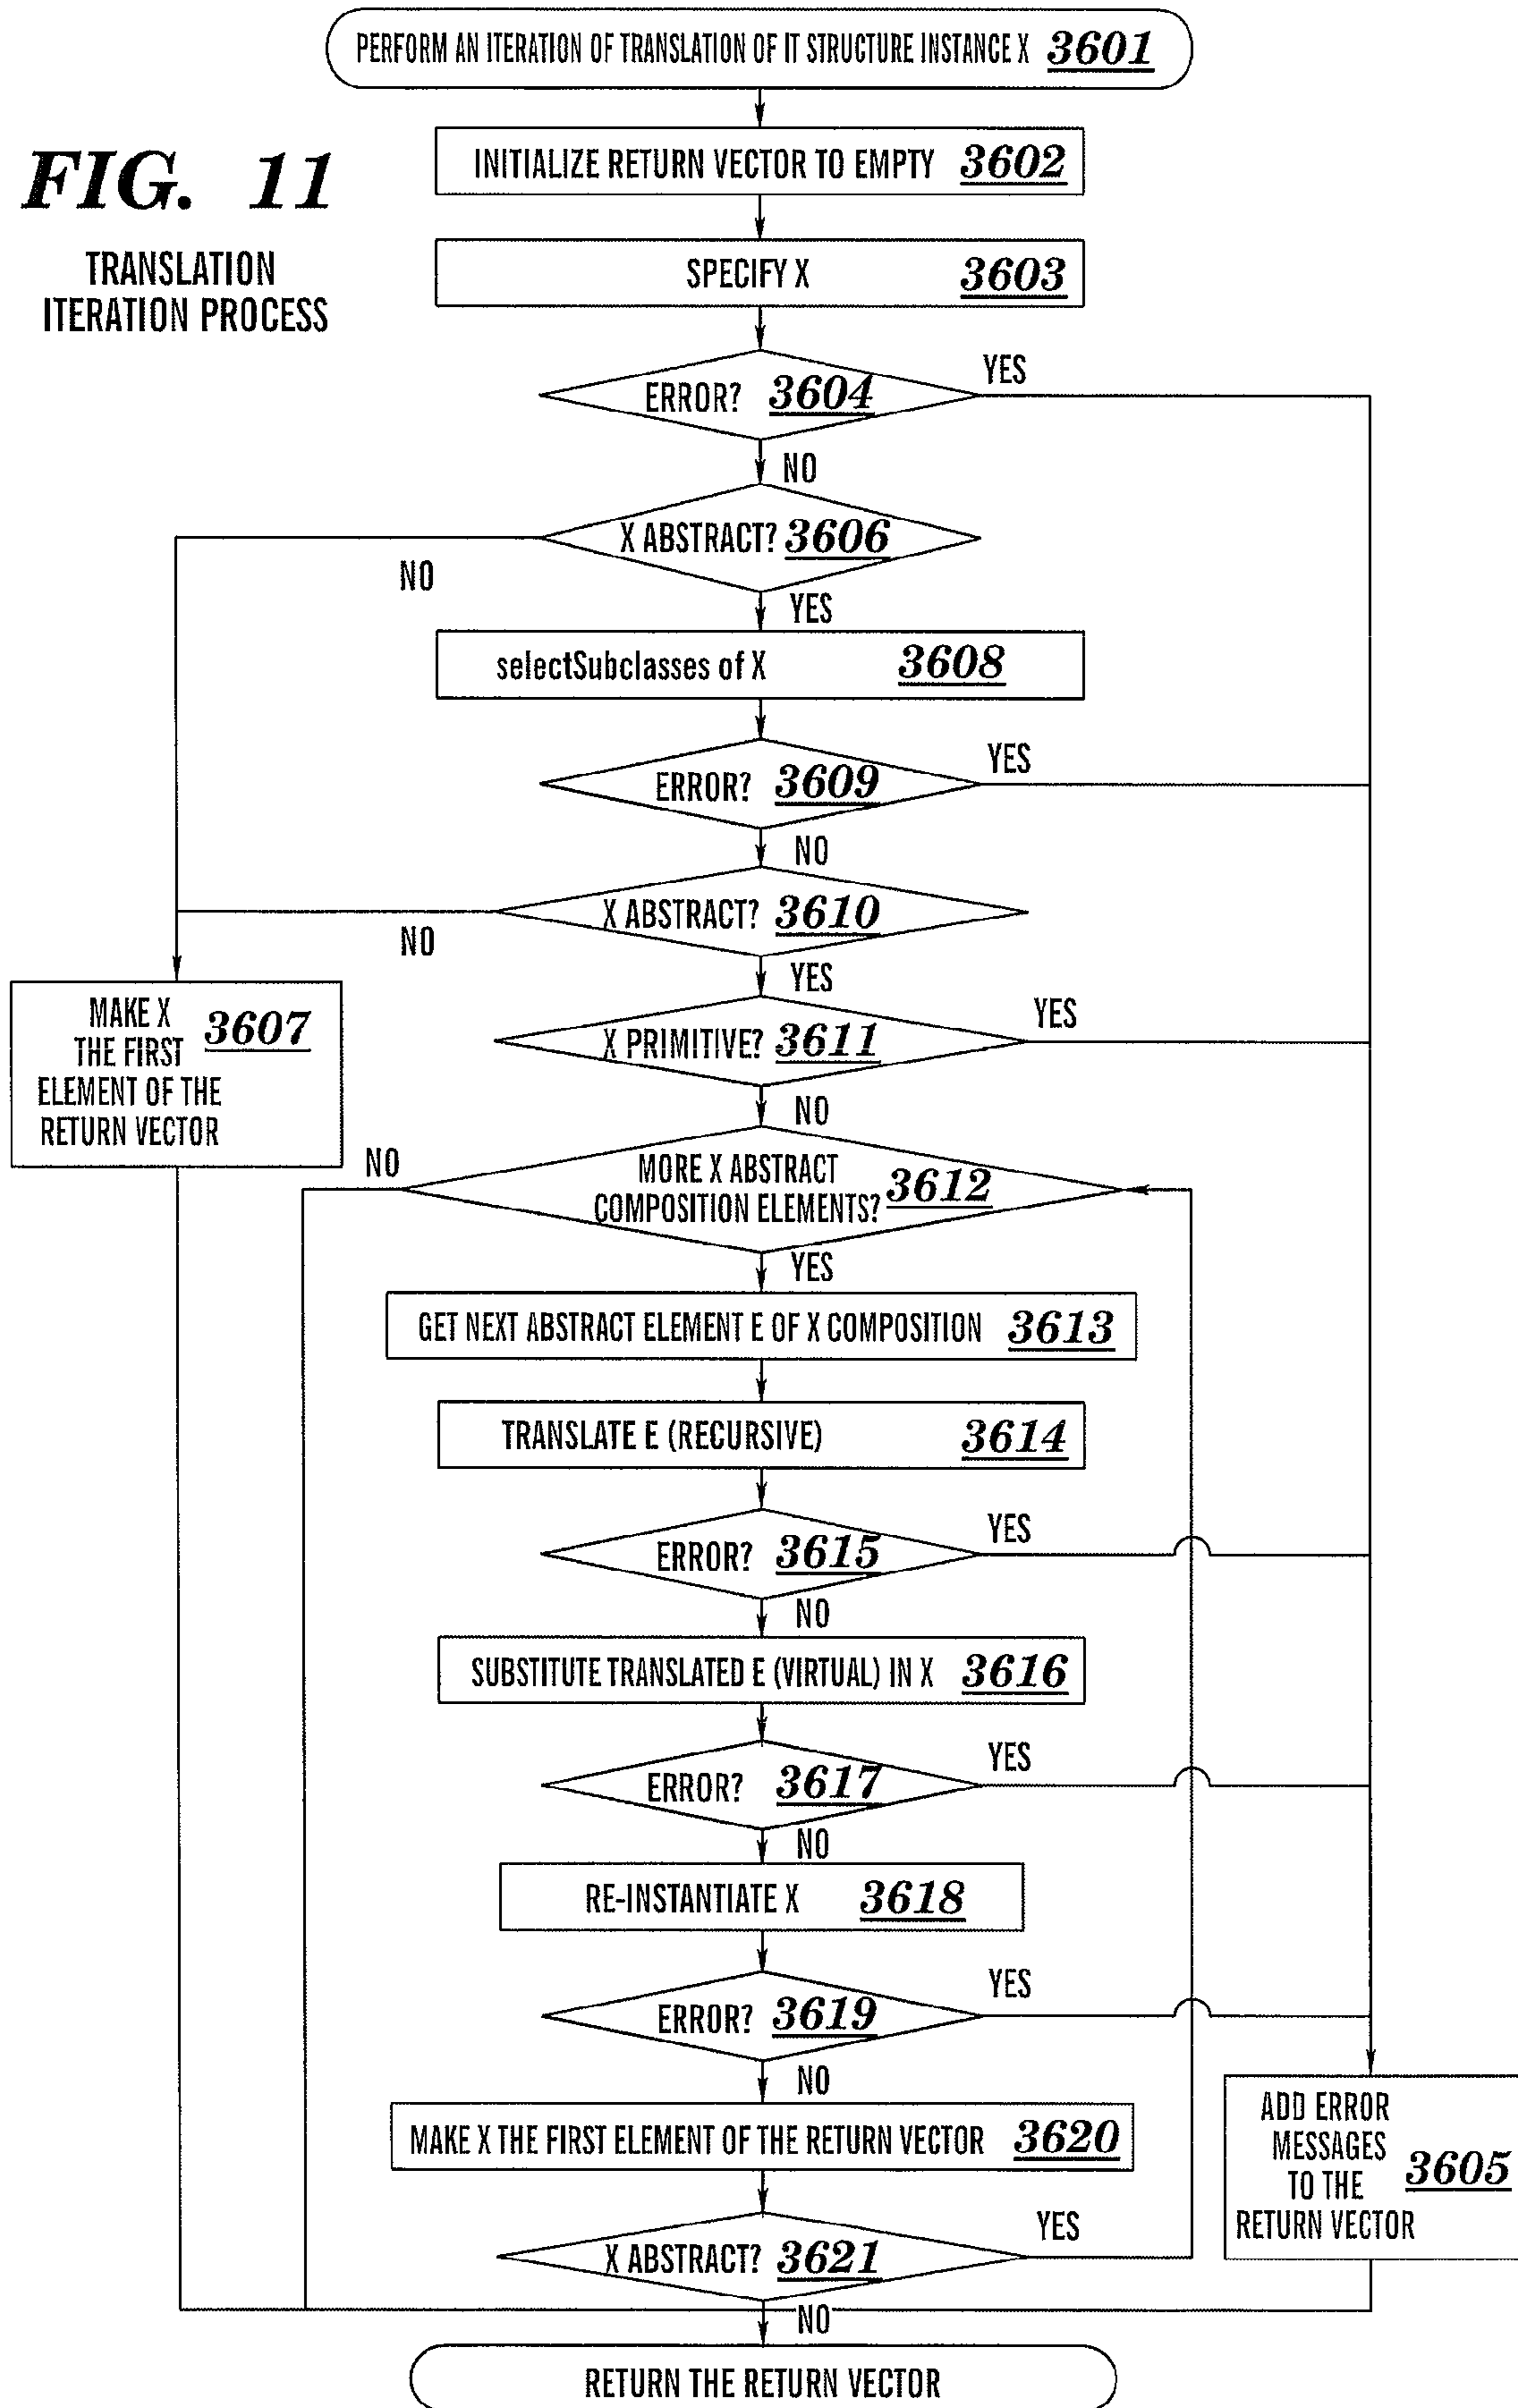 PERFORM AN ITERATION OF TRANSLATION OF IT STRUCTURE INSTANCE X 3601
FIG. 11
TRANSLATION
ITERATION PROCESS
INITIALIZE RETURN VECTOR TO EMPTY 3602
SPECIFY X 3603
ERROR? 3604
YES
NO
X ABSTRACT? 3606
NO
YES
selectSubclasses of X 3608
ERROR? 3609
YES
NO
X ABSTRACT? 3610
NO
YES
MAKE X
THE FIRST 3607
ELEMENT OF THE
RETURN VECTOR
X PRIMITIVE? 3611
YES
NO
MORE X ABSTRACT
COMPOSITION ELEMENTS? 3612
NO
YES
GET NEXT ABSTRACT ELEMENT E OF X COMPOSITION 3613
TRANSLATE E (RECURSIVE) 3614
ERROR? 3615
YES
NO
SUBSTITUTE TRANSLATED E (VIRTUAL) IN X 3616
ERROR? 3617
YES
NO
RE-INSTANTIATE X 3618
ERROR? 3619
YES
NO
MAKE X THE FIRST ELEMENT OF THE RETURN VECTOR 3620
ADD ERROR
MESSAGES
TO THE 3605
RETURN VECTOR
X ABSTRACT? 3621
YES
NO
RETURN THE RETURN VECTOR